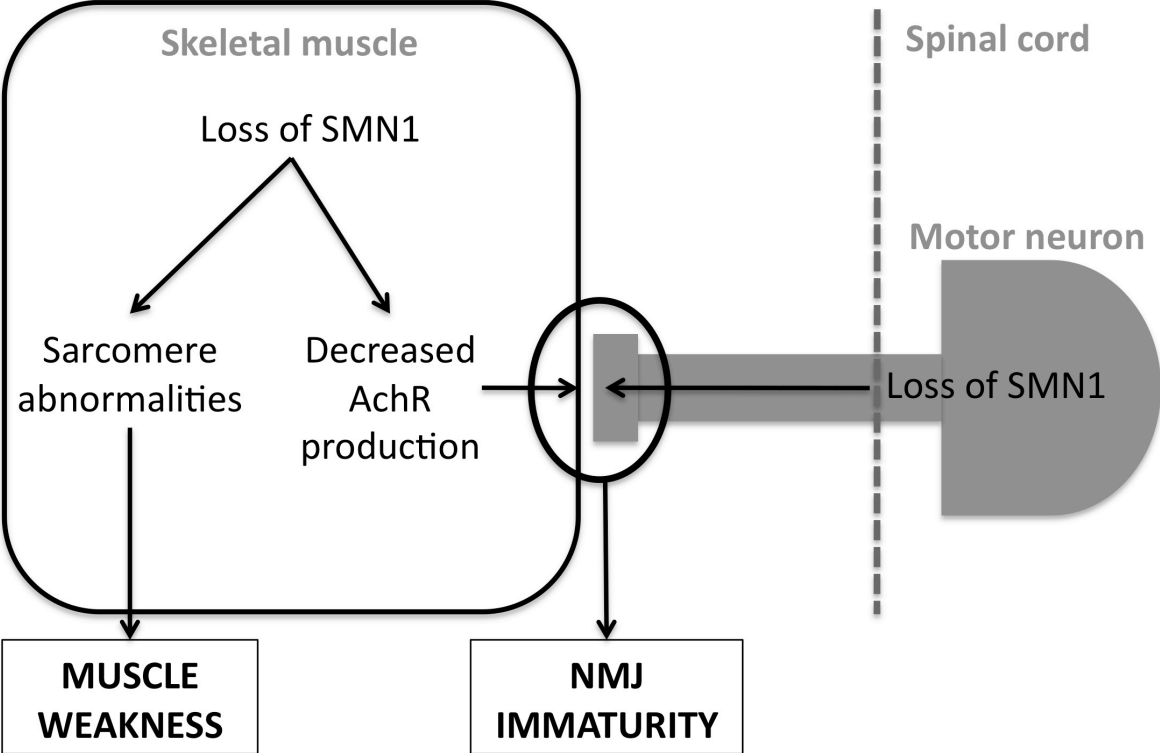 Skeletal muscle
Spinal cord
Loss of SMN1
Motor neuron
Sarcomere
abnormalities
Decreased
AchR
production
Loss of SMN1
MUSCLE
WEAKNESS
NMJ
IMMATURITY